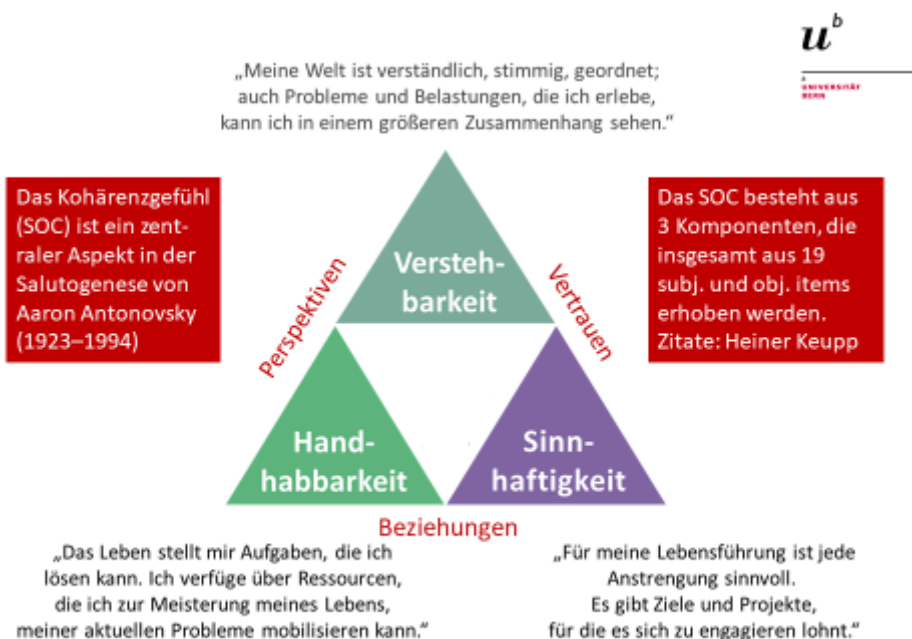 u^b
b
UNIVERSITÄT
BERN
„Meine Welt ist verständlich, stimmig, geordnet;
auch Probleme und Belastungen, die ich erlebe,
kann ich in einem größeren Zusammenhang sehen.“
Das Kohärenzgefühl
(SOC) ist ein zent-
raler Aspekt in der
Salutogenese von
Aaron Antonovsky
(1923–1994)
Das SOC besteht aus
3 Komponenten, die
insgesamt aus 19
subj. und obj. items
erhoben werden.
Zitate: Heiner Keupp
Versteh-
barkeit
Perspektiven
Vertrauen
Hand-
habbarkeit
Sinn-
haftigkeit
Beziehungen
„Das Leben stellt mir Aufgaben, die ich
lösen kann. Ich verfüge über Ressourcen,
die ich zur Meisterung meines Lebens,
meiner aktuellen Probleme mobilisieren kann.“
„Für meine Lebensführung ist jede
Anstrengung sinnvoll.
Es gibt Ziele und Projekte,
für die es sich zu engagieren lohnt.“